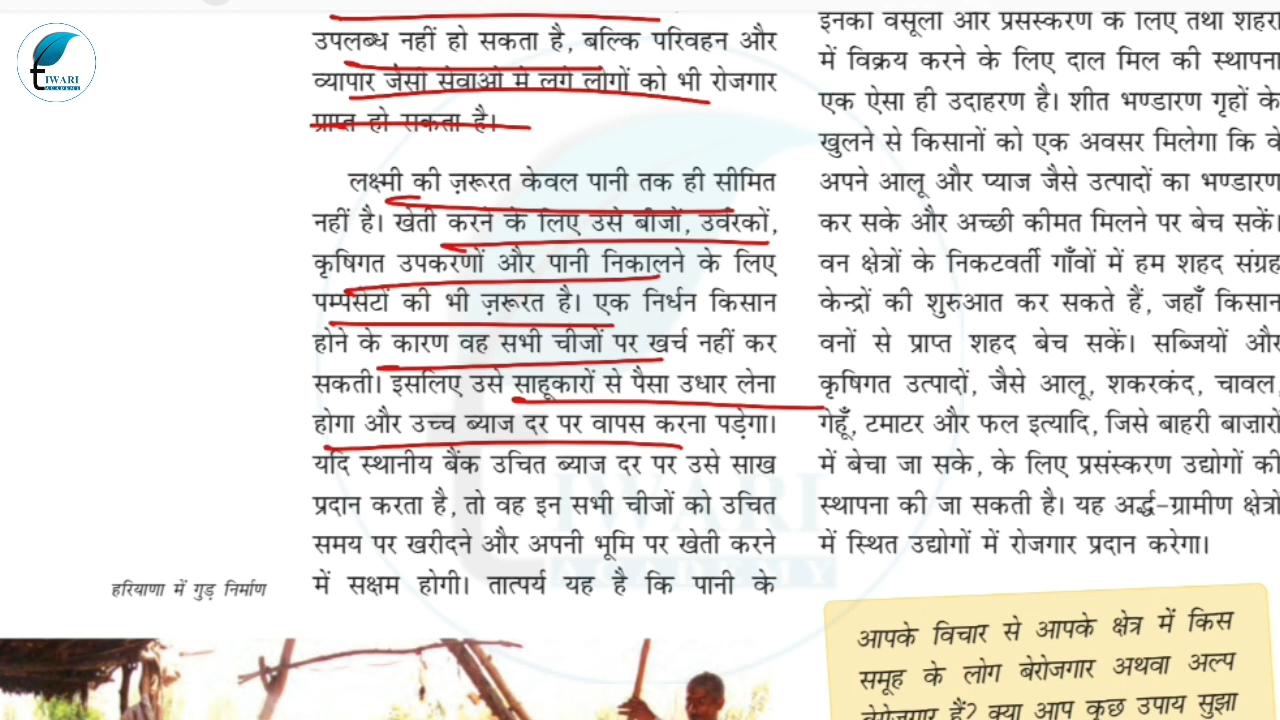 TIWARI
ACADEMY
उपलब्ध नहीं हो सकता है, बल्कि परिवहन और
व्यापार जैसी सेवाओं में लगे लोगों को भी रोजगार
प्राप्त हो सकता है।
लक्ष्मी की ज़रूरत केवल पानी तक ही सीमित
नहीं है। खेती करने के लिए उसे बीजों, उर्वरकों,
कृषिगत उपकरणों और पानी निकालने के लिए
पम्पसेटों की भी ज़रूरत है। एक निर्धन किसान
होने के कारण वह सभी चीजों पर खर्च नहीं कर
सकती। इसलिए उसे साहूकारों से पैसा उधार लेना
होगा और उच्च ब्याज दर पर वापस करना पड़ेगा।
यदि स्थानीय बैंक उचित ब्याज दर पर उसे साख
प्रदान करता है, तो वह इन सभी चीजों को उचित
समय पर खरीदने और अपनी भूमि पर खेती करने
में सक्षम होगी। तात्पर्य यह है कि पानी के
हरियाणा में गुड़ निर्माण
इनकी वसूली और प्रसंस्करण के लिए तथा शहरों
में विक्रय करने के लिए दाल मिल की स्थापना
एक ऐसा ही उदाहरण है। शीत भण्डारण गृहों के
खुलने से किसानों को एक अवसर मिलेगा कि वे
अपने आलू और प्याज जैसे उत्पादों का भण्डारण
कर सके और अच्छी कीमत मिलने पर बेच सकें।
वन क्षेत्रों के निकटवर्ती गाँवों में हम शहद संग्रह
केन्द्रों की शुरुआत कर सकते हैं, जहाँ किसान
वनों से प्राप्त शहद बेच सकें। सब्जियों और
कृषिगत उत्पादों, जैसे आलू, शकरकंद, चावल,
गेहूँ, टमाटर और फल इत्यादि, जिसे बाहरी बाज़ारों
में बेचा जा सके, के लिए प्रसंस्करण उद्योगों की
स्थापना की जा सकती है। यह अर्द्ध-ग्रामीण क्षेत्रों
में स्थित उद्योगों में रोजगार प्रदान करेगा।
आपके विचार से आपके क्षेत्र में किस
समूह के लोग बेरोजगार अथवा अल्प
बेरोजगार हैं? क्या आप कुछ उपाय सुझा
TIWARI
ACADEMY